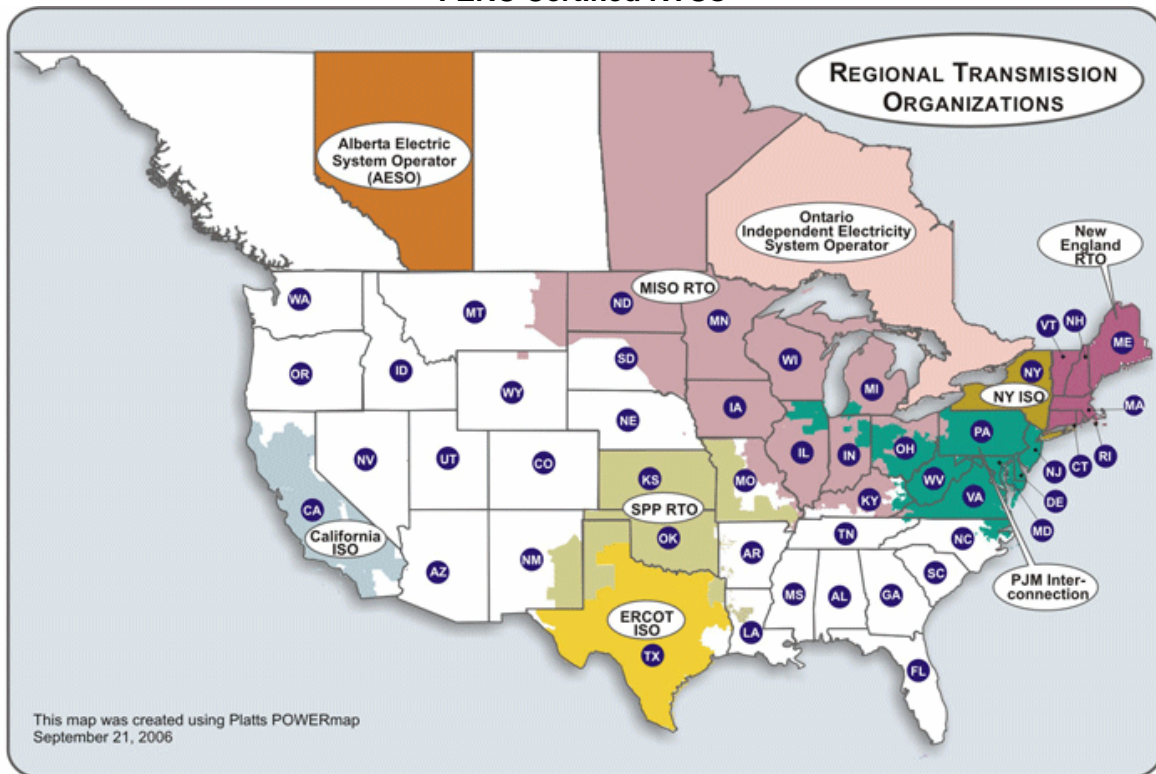 REGIONAL TRANSMISSION
ORGANIZATIONS
Alberta Electric
System Operator
(AESO)
Ontario
Independent Electricity
System Operator
New
England
RTO
MISO RTO
WA
MT
ND
MN
VT
NH
ME
OR
ID
WY
SD
WI
MI
NY
NY ISO
MA
NE
IA
PA
NV
UT
CO
IL
IN
OH
WV
VA
NJ
CT
RI
DE
MD
CA
California
ISO
KS
SPP RTO
OK
MO
KY
TN
NC
AZ
NM
AR
SC
PJM Inter-
connection
ERCOT
ISO
TX
LA
MS
AL
GA
FL
This map was created using Platts POWERmap
September 21, 2006